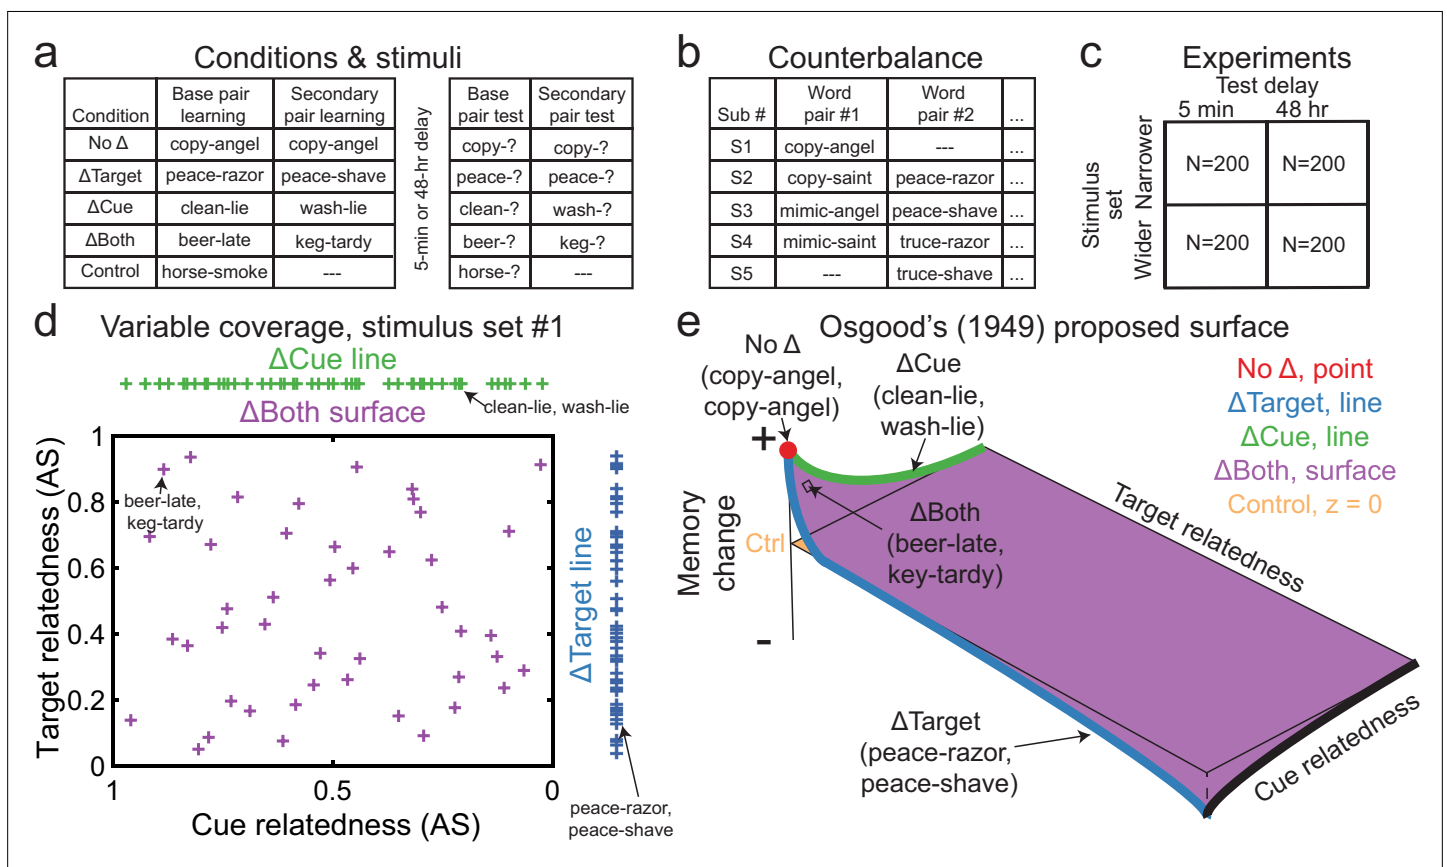 a Conditions & stimuli
Condition
Base pair
learning
Secondary
pair learning
No Δ copy-angel copy-angel
ΔTarget peace-razor peace-shave
ΔCue clean-lie wash-lie
ΔBoth beer-late keg-tardy
Control horse-smoke ---
5-min or 48-hr delay
Base
pair test
Secondary
pair test
copy-? copy-?
peace-? peace-?
clean-? wash-?
beer-? keg-?
horse-? ---
b Counterbalance
Sub #
Word
pair #1
Word
pair #2
...
S1 copy-angel --- ...
S2 copy-saint peace-razor ...
S3 mimic-angel peace-shave ...
S4 mimic-saint truce-razor ...
S5 --- truce-shave ...
c Experiments
Test delay
5 min 48 hr
Stimulus
set
Wider Narrower
N=200 N=200
N=200 N=200
d Variable coverage, stimulus set #1
ΔCue line
clean-lie, wash-lie
ΔBoth surface
beer-late,
keg-tardy
Target relatedness (AS)
1
0.8
0.6
0.4
0.2
0
1 0.5 0
Cue relatedness (AS)
ΔTarget line
peace-razor,
peace-shave
e Osgood's (1949) proposed surface
No Δ
(copy-angel,
copy-angel)
ΔCue
(clean-lie,
wash-lie)
No Δ, point
ΔTarget, line
ΔCue, line
ΔBoth, surface
Control, z = 0
+
Memory
change
-
Ctrl
ΔBoth
(beer-late,
key-tardy)
Target relatedness
ΔTarget
(peace-razor,
peace-shave)
Cue relatedness